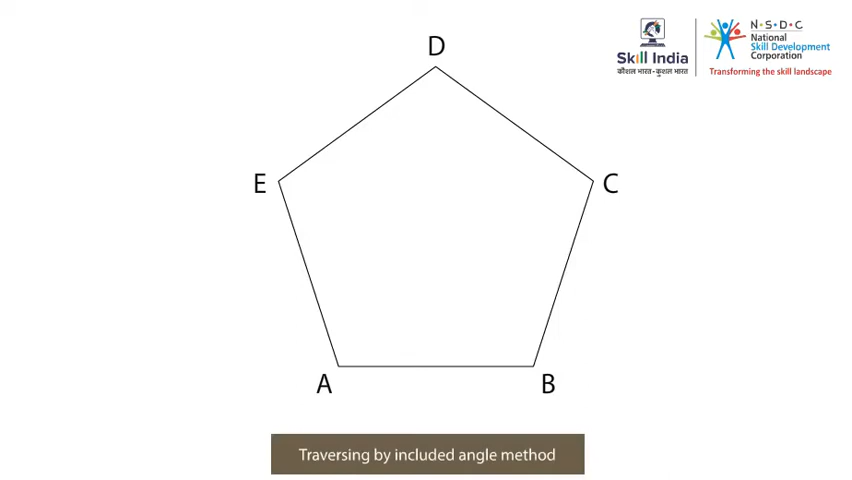 N·S·D·C
National
Skill Development
Corporation
Transforming the skill landscape
Skill India
कौशल भारत-कुशल भारत
D
E
C
A
B
Traversing by included angle method